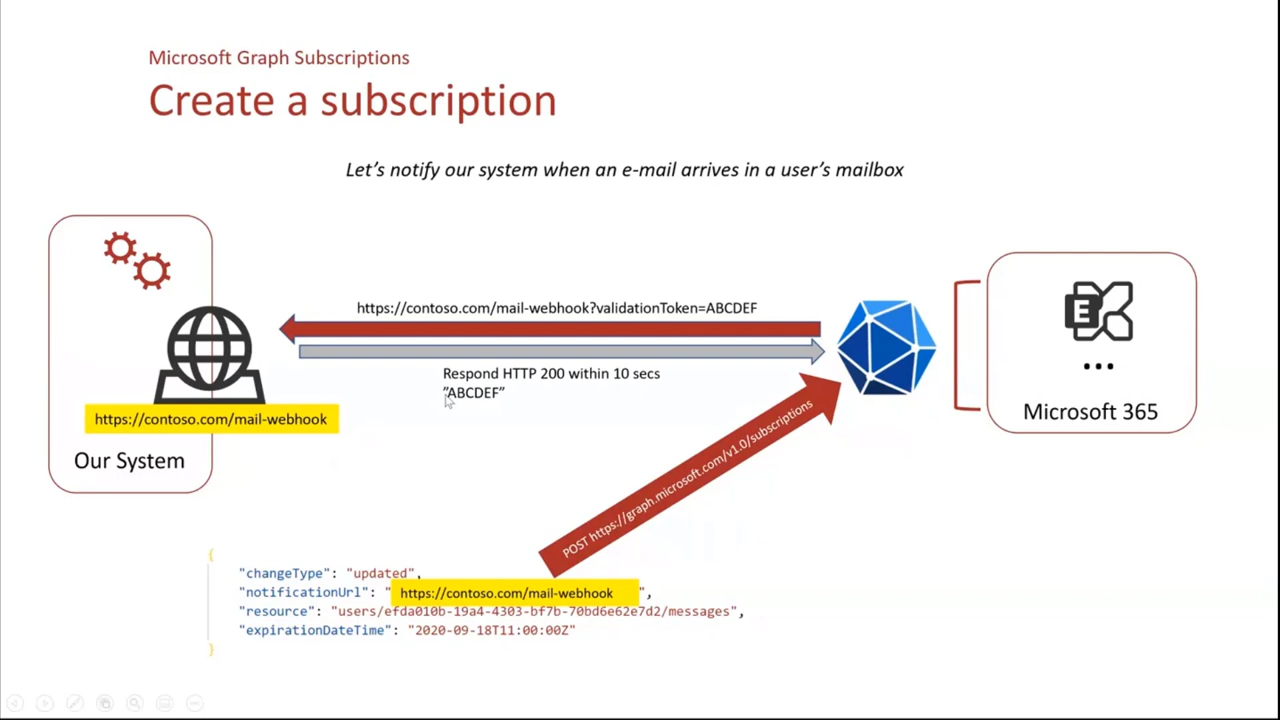 Microsoft Graph Subscriptions
Create a subscription
Let's notify our system when an e-mail arrives in a user's mailbox
https://contoso.com/mail-webhook?validationToken=ABCDEF
Respond HTTP 200 within 10 secs
"ABCDEF"
https://contoso.com/mail-webhook
Our System
E
...
Microsoft 365
POST https://graph.microsoft.com/v1.0/subscriptions
{
"changeType": "updated",
"notificationUrl": "https://contoso.com/mail-webhook",
"resource": "users/efda010b-19a4-4303-bf7b-70bd6e62e7d2/messages",
"expirationDateTime": "2020-09-18T11:00:00Z"
}